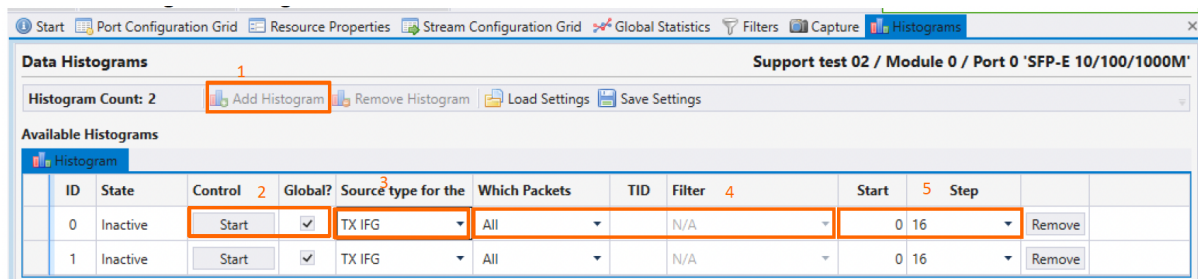 Start Port Configuration Grid Resource Properties Stream Configuration Grid Global Statistics Filters Capture Histograms ×
Data Histograms Support test 02 / Module 0 / Port 0 'SFP-E 10/100/1000M'
1
Histogram Count: 2 Add Histogram Remove Histogram Load Settings Save Settings
Available Histograms
Histogram
ID State Control 2 Global? Source type for the 3 Which Packets TID Filter 4 Start 5 Step
0 Inactive Start TX IFG All N/A 0 16 Remove
1 Inactive Start TX IFG All N/A 0 16 Remove